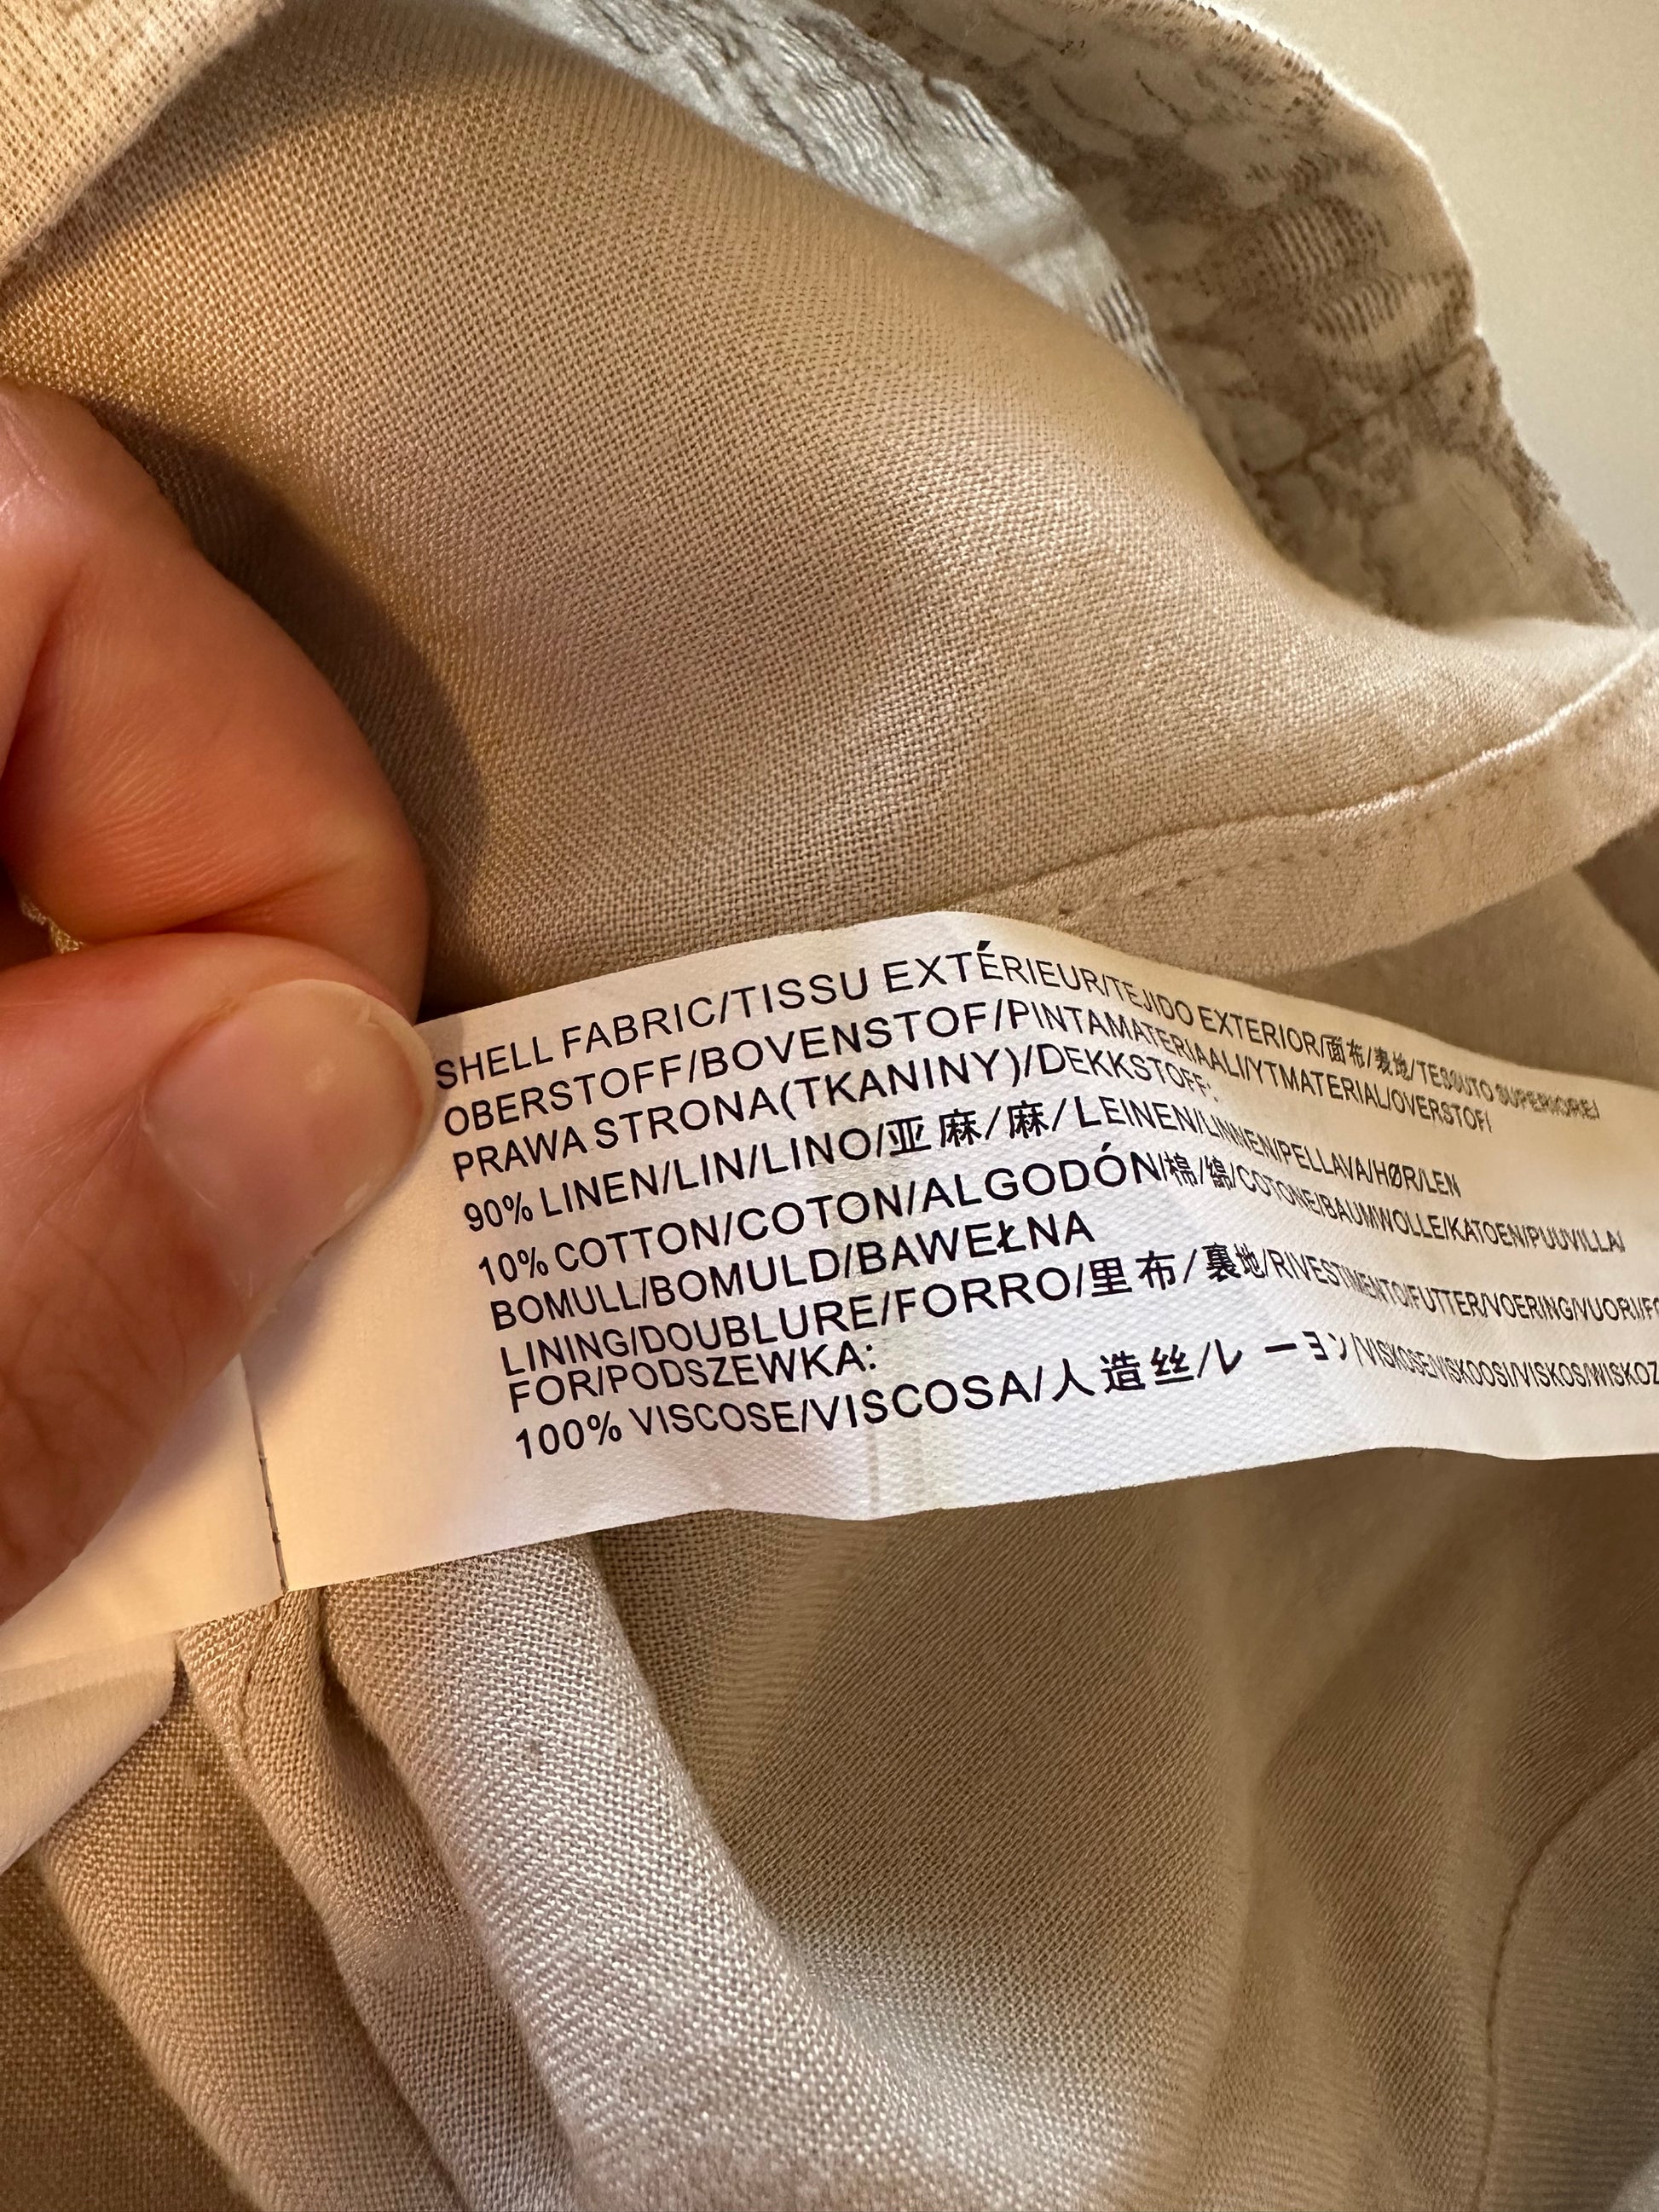 SHELL FABRIC/TISSU EXTÉRIEUR/TEJIDO EXTERIOR/面布/表地/TESSUTO SUPERIORE/
OBERSTOFF/BOVENSTOF/PINTAMATERIAALI/YTMATERIAL/OVERSTOF/
PRAWA STRONA(TKANINY)/DEKKSTOFF:
90% LINEN/LIN/LINO/亚麻/麻/LEINEN/LINNEN/PELLAVA/HØR/LEN
10% COTTON/COTON/ALGODÓN/棉/綿/COTONE/BAUMWOLLE/KATOEN/PUUVILLA/
BOMULL/BOMULD/BAWEŁNA
LINING/DOUBLURE/FORRO/里布/裏地/RIVESTIMENTO/FUTTER/VOERING/VUORI/
FOR/PODSZEWKA:
100% VISCOSE/VISCOSA/人造丝/レーヨン/VISKOSE/VISKOOSI/VISKOS/